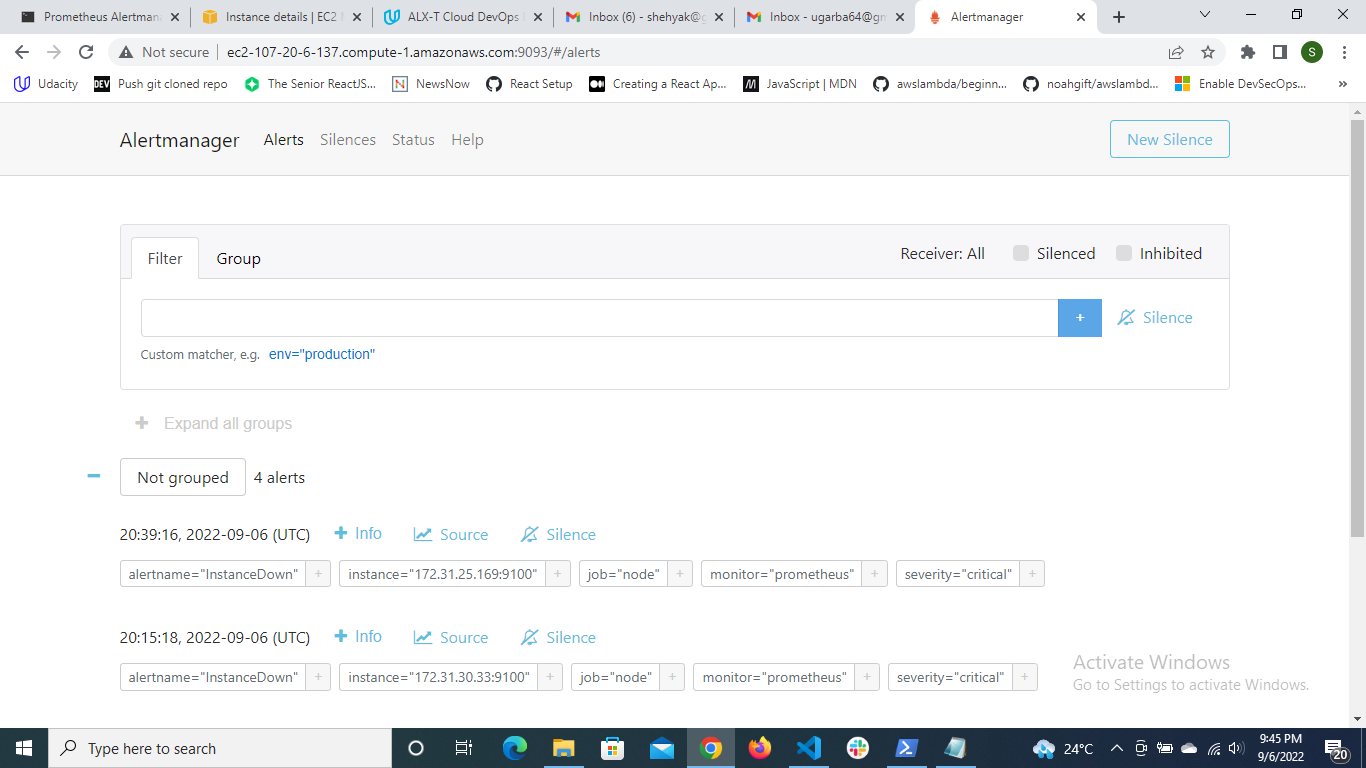 Prometheus Alertman
Instance details | EC2
ALX-T Cloud DevOps
Inbox (6) - shehyak@g
Inbox - ugarba64@gm
Alertmanager
Not secure | ec2-107-20-6-137.compute-1.amazonaws.com:9093/#/alerts
S
Udacity
DEV Push git cloned repo
The Senior ReactJS...
N NewsNow
React Setup
Creating a React Ap...
JavaScript | MDN
awslambda/beginn...
noahgift/awslambd...
Enable DevSecOps...
»
Alertmanager Alerts Silences Status Help New Silence
Filter Group Receiver: All Silenced Inhibited
+ Silence
Custom matcher, e.g. env="production"
+ Expand all groups
Not grouped 4 alerts
20:39:16, 2022-09-06 (UTC) + Info Source Silence
alertname="InstanceDown" + instance="172.31.25.169:9100" + job="node" + monitor="prometheus" + severity="critical" +
20:15:18, 2022-09-06 (UTC) + Info Source Silence
alertname="InstanceDown" + instance="172.31.30.33:9100" + job="node" + monitor="prometheus" + severity="critical" +
Activate Windows
Go to Settings to activate Windows.
Type here to search
24°C
9:45 PM
9/6/2022
20